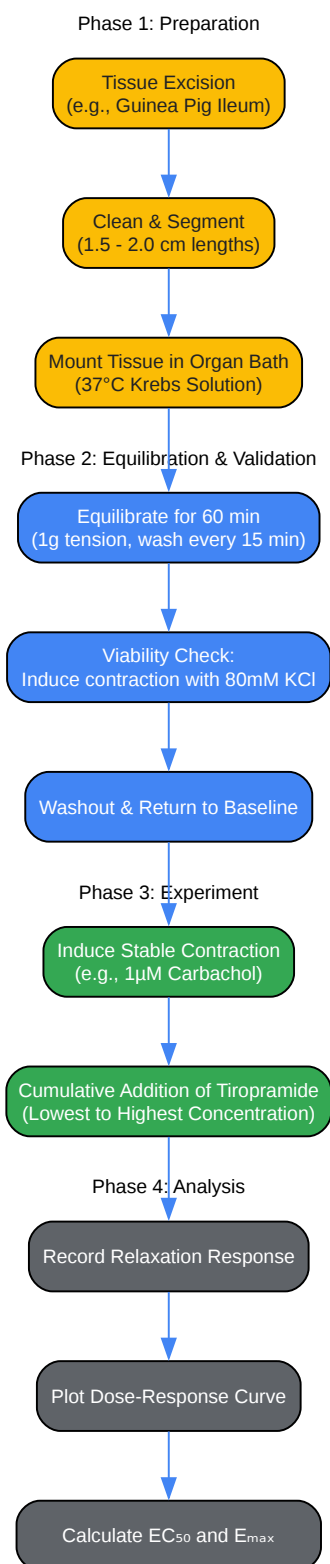 Phase 1: Preparation
Tissue Excision
(e.g., Guinea Pig Ileum)
Clean & Segment
(1.5 - 2.0 cm lengths)
Mount Tissue in Organ Bath
(37°C Krebs Solution)
Phase 2: Equilibration & Validation
Equilibrate for 60 min
(1g tension, wash every 15 min)
Viability Check:
Induce contraction with 80mM KCl
Washout & Return to Baseline
Phase 3: Experiment
Induce Stable Contraction
(e.g., 1µM Carbachol)
Cumulative Addition of Tiropramide
(Lowest to Highest Concentration)
Phase 4: Analysis
Record Relaxation Response
Plot Dose-Response Curve
Calculate EC₅₀ and Eₘₐₓ